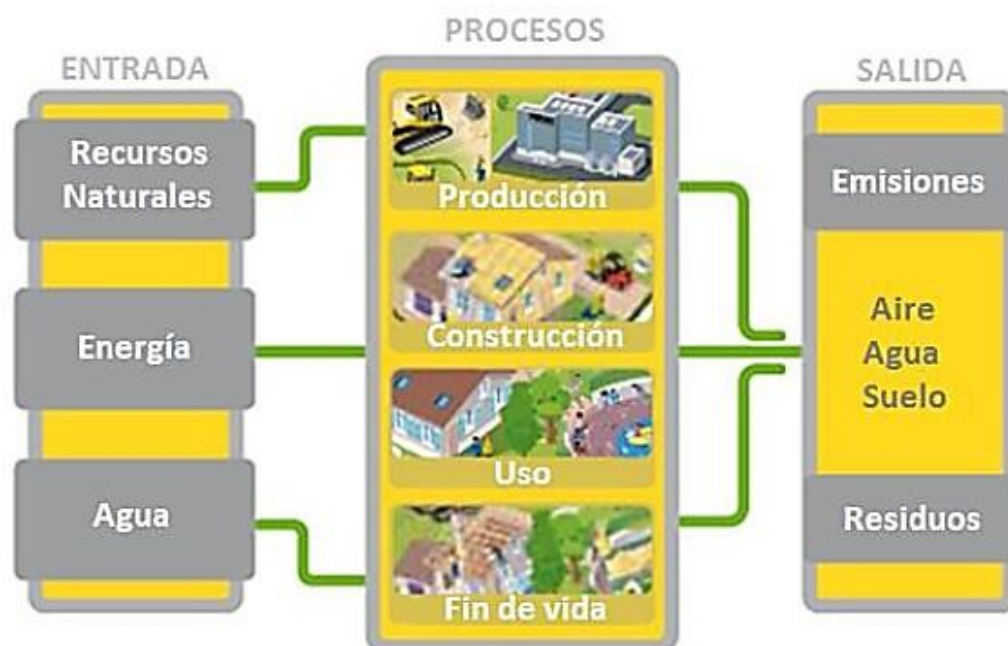 ENTRADA
Recursos
Naturales
Energía
Agua
PROCESOS
Producción
Construcción
Uso
Fin de vida
SALIDA
Emisiones
Aire
Agua
Suelo
Residuos